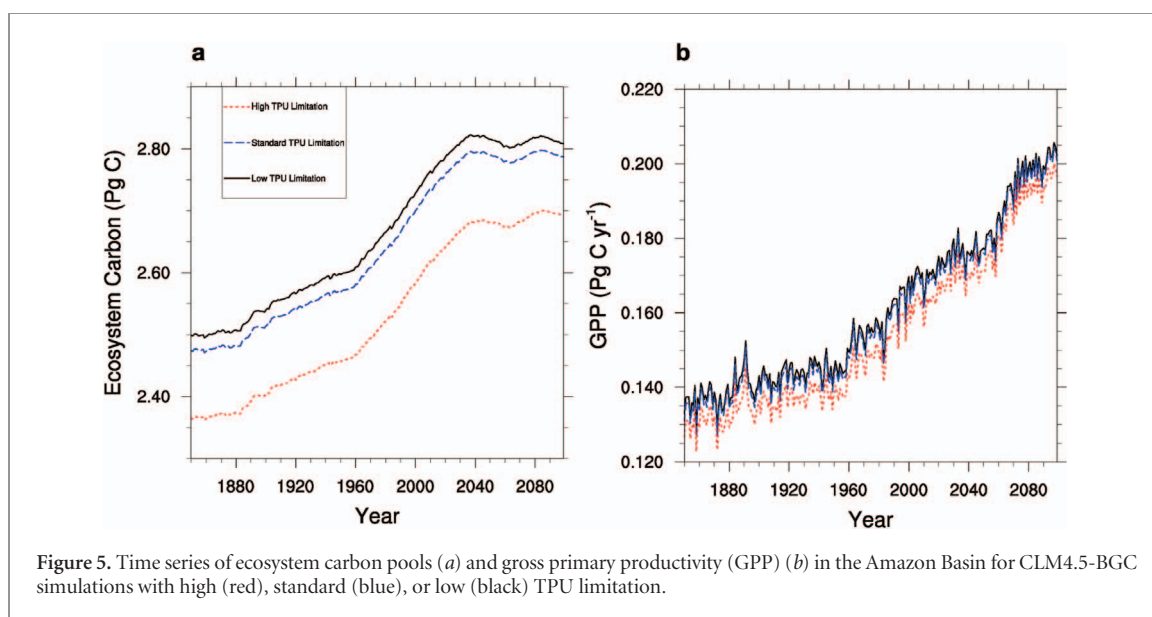 a
Ecosystem Carbon (Pg C)
2.80
2.60
2.40
High TPU Limitation
Standard TPU Limitation
Low TPU Limitation
1880 1920 1960 2000 2040 2080
Year
b
GPP (Pg C yr-1)
0.220
0.200
0.180
0.160
0.140
0.120
1880 1920 1960 2000 2040 2080
Year
Figure 5. Time series of ecosystem carbon pools (a) and gross primary productivity (GPP) (b) in the Amazon Basin for CLM4.5-BGC
simulations with high (red), standard (blue), or low (black) TPU limitation.